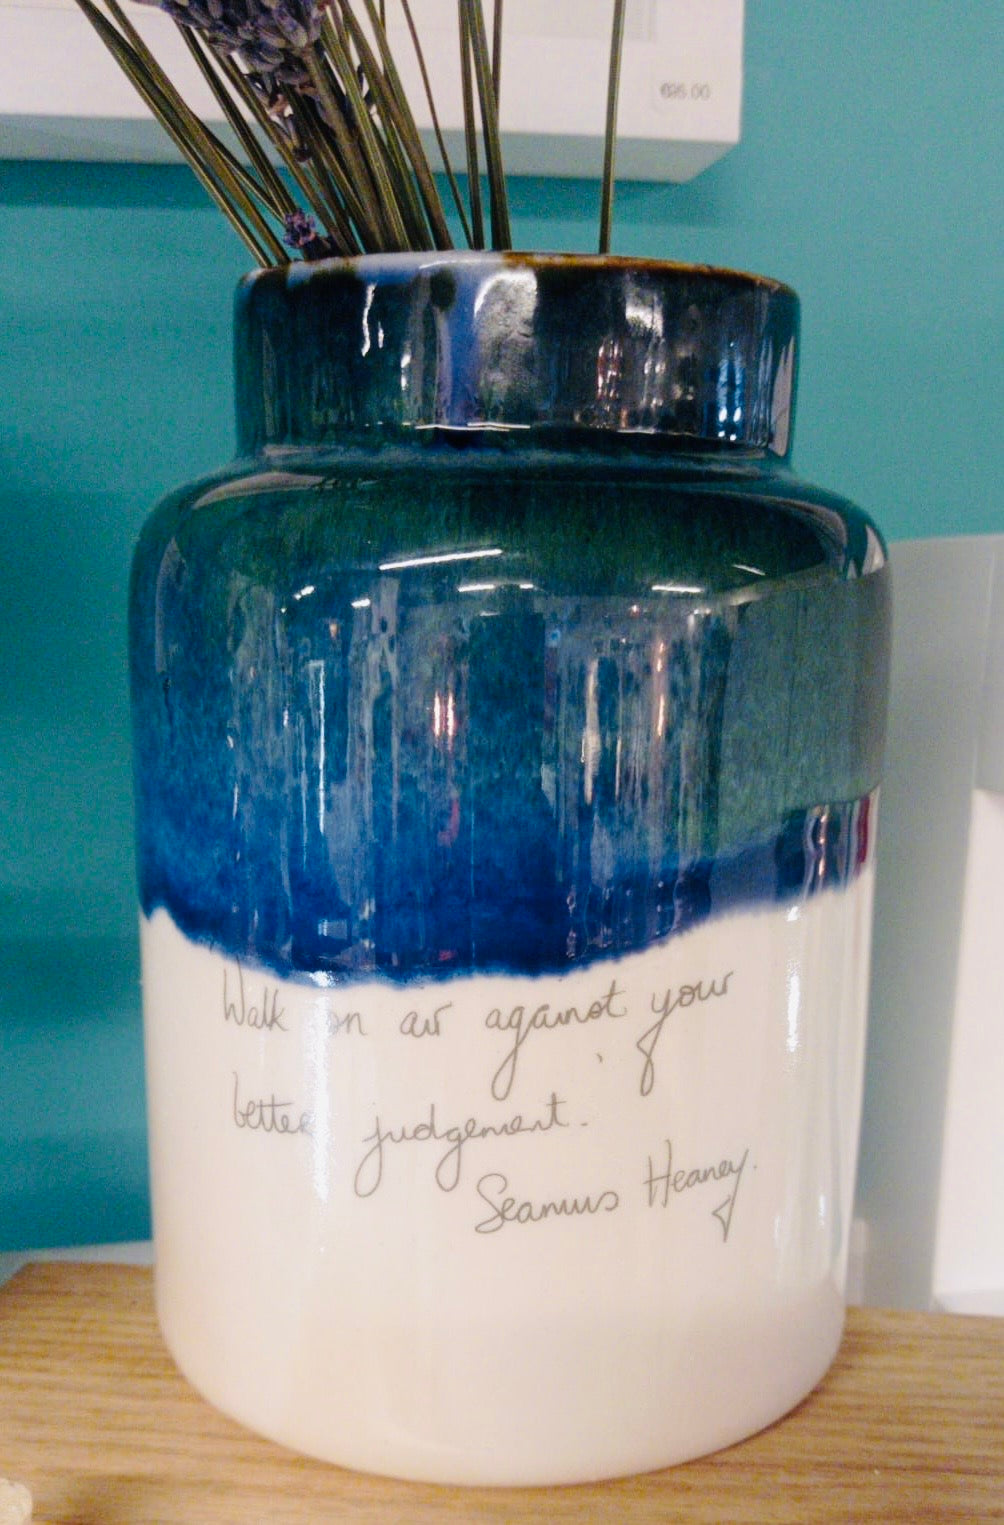 Walk on air against your
better judgement.
Seamus Heaney.